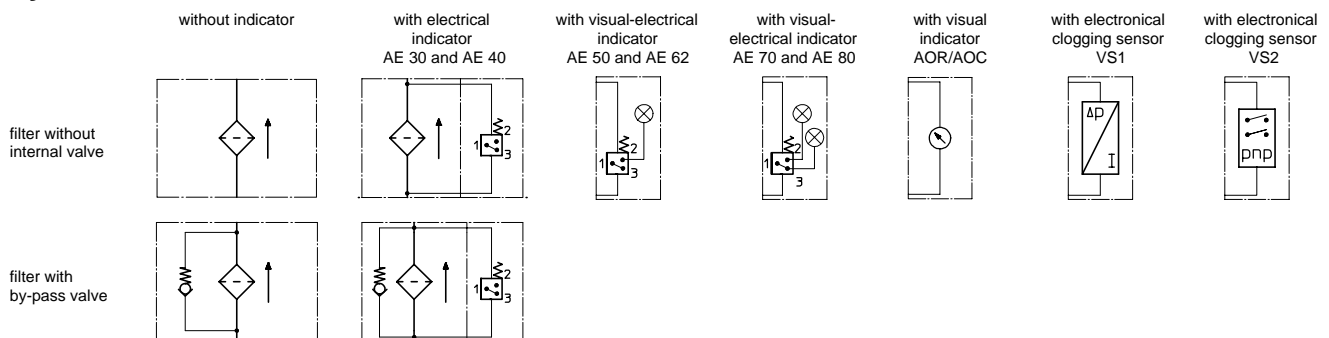 without indicator
with electrical
indicator
AE 30 and AE 40
with visual-electrical
indicator
AE 50 and AE 62
with visual-
electrical indicator
AE 70 and AE 80
with visual
indicator
AOR/AOC
with electronical
clogging sensor
VS1
with electronical
clogging sensor
VS2
filter without
internal valve
2
1
3
2
1
3
2
1
3
Δp
I
pnp
filter with
by-pass valve
2
1
3